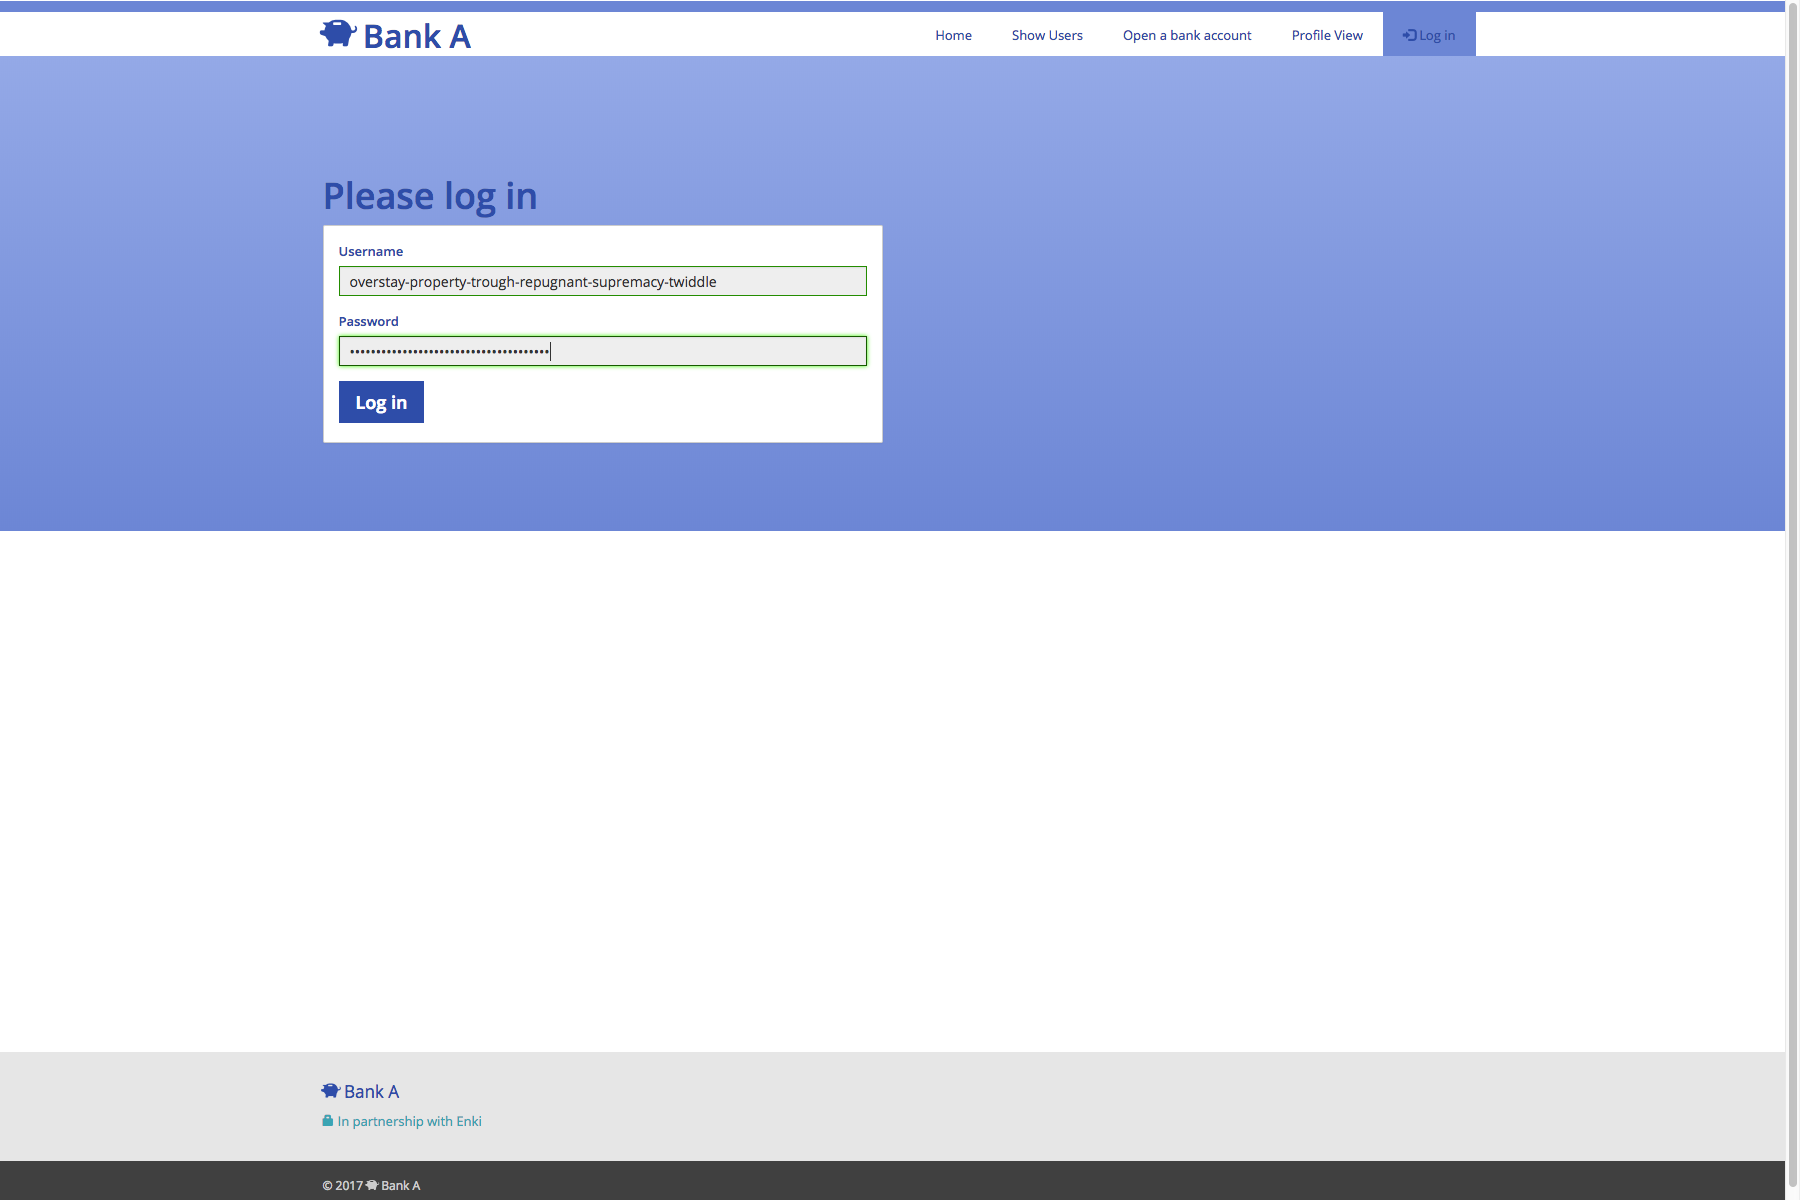 Bank A
Home Show Users Open a bank account Profile View Log in
Please log in
Username
overstay-property-trough-repugnant-supremacy-twiddle
Password
Log in
Bank A
In partnership with Enki
© 2017 Bank A